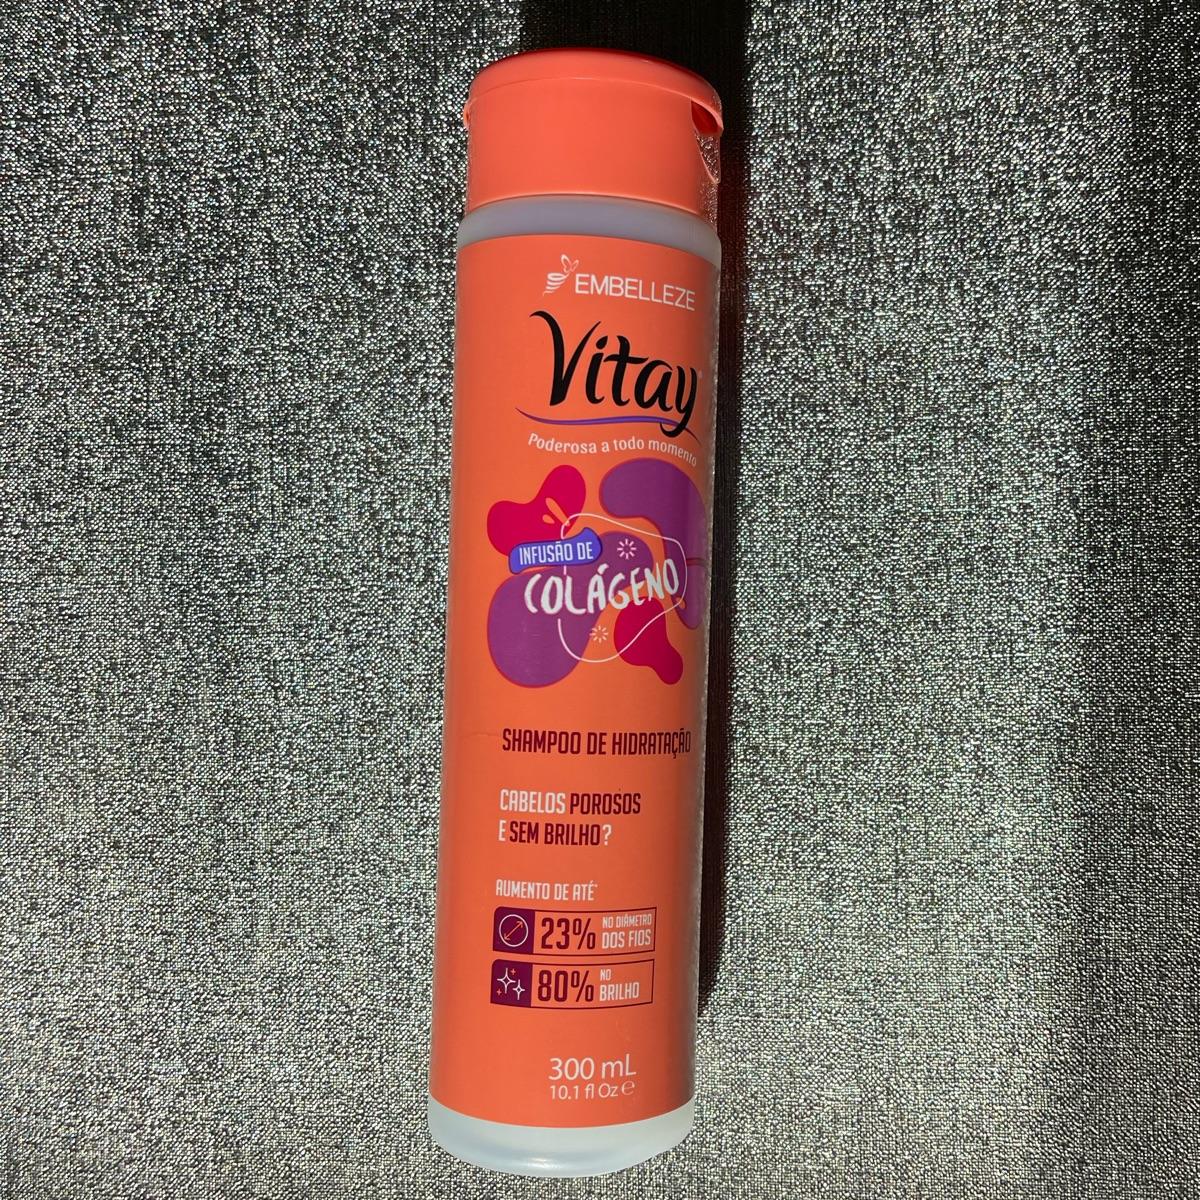 EMBELLEZE
Vitay
Poderosa a todo momento
INFUSÃO DE
COLÁGENO
SHAMPOO DE HIDRATAÇÃO
CABELOS POROSOS
E SEM BRILHO?
AUMENTO DE ATÉ*
23% NO DIÂMETRO
DOS FIOS
80% NO
BRILHO
300 mL
10.1 fl Oz ℮